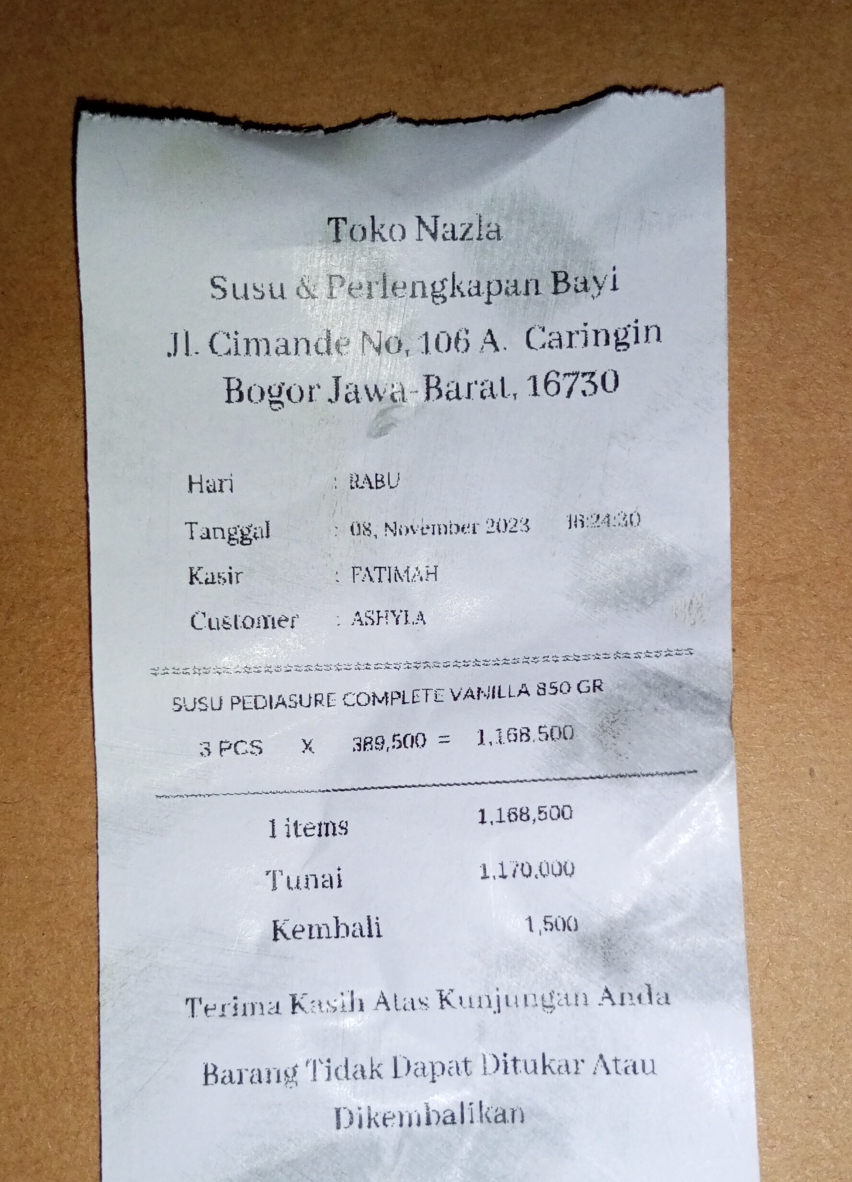 Toko Nazla
Susu & Perlengkapan Bayi
Jl. Cimande No, 106 A. Caringin
Bogor Jawa-Barat, 16730
Hari : RABU
Tanggal : 08, November 2023 16:24:30
Kasir : FATIMAH
Customer : ASHYLA
SUSU PEDIASURE COMPLETE VANILLA 850 GR
3 PCS X 389,500 = 1,168,500
1 items 1,168,500
Tunai 1,170,000
Kembali 1,500
Terima Kasih Atas Kunjungan Anda
Barang Tidak Dapat Ditukar Atau
Dikembalikan